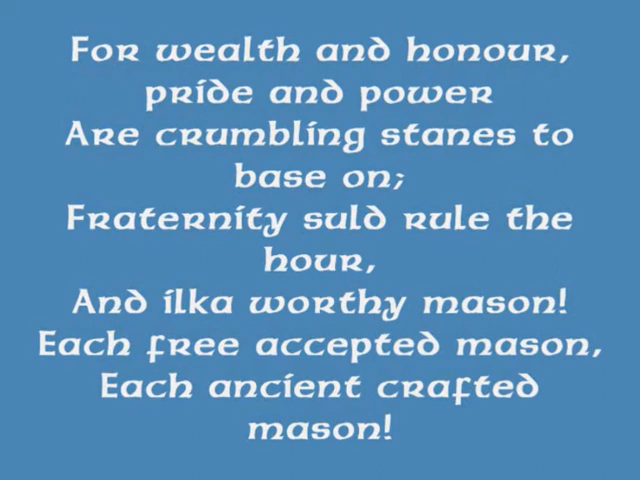 For wealth and honour,
pride and power
Are crumbling stanes to
base on;
Fraternity suld rule the
hour,
And ilka worthy mason!
Each free accepted mason,
Each ancient crafted
mason!